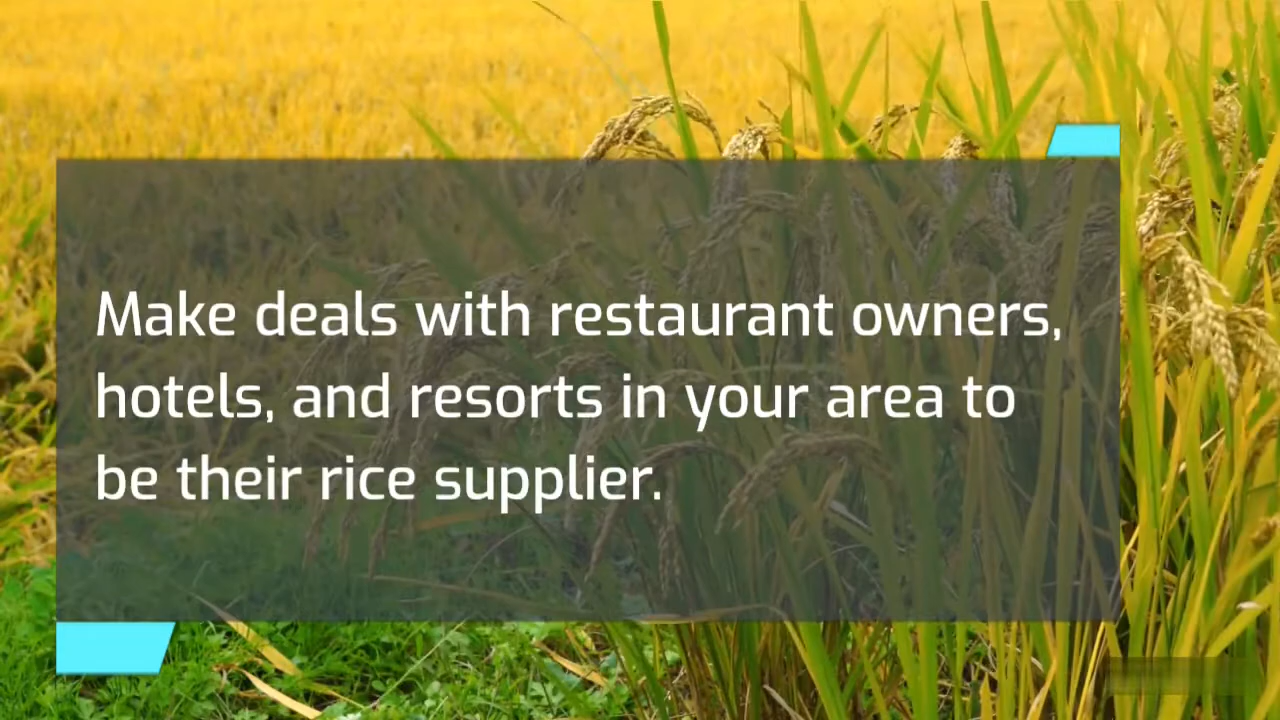 Make deals with restaurant owners,
hotels, and resorts in your area to
be their rice supplier.